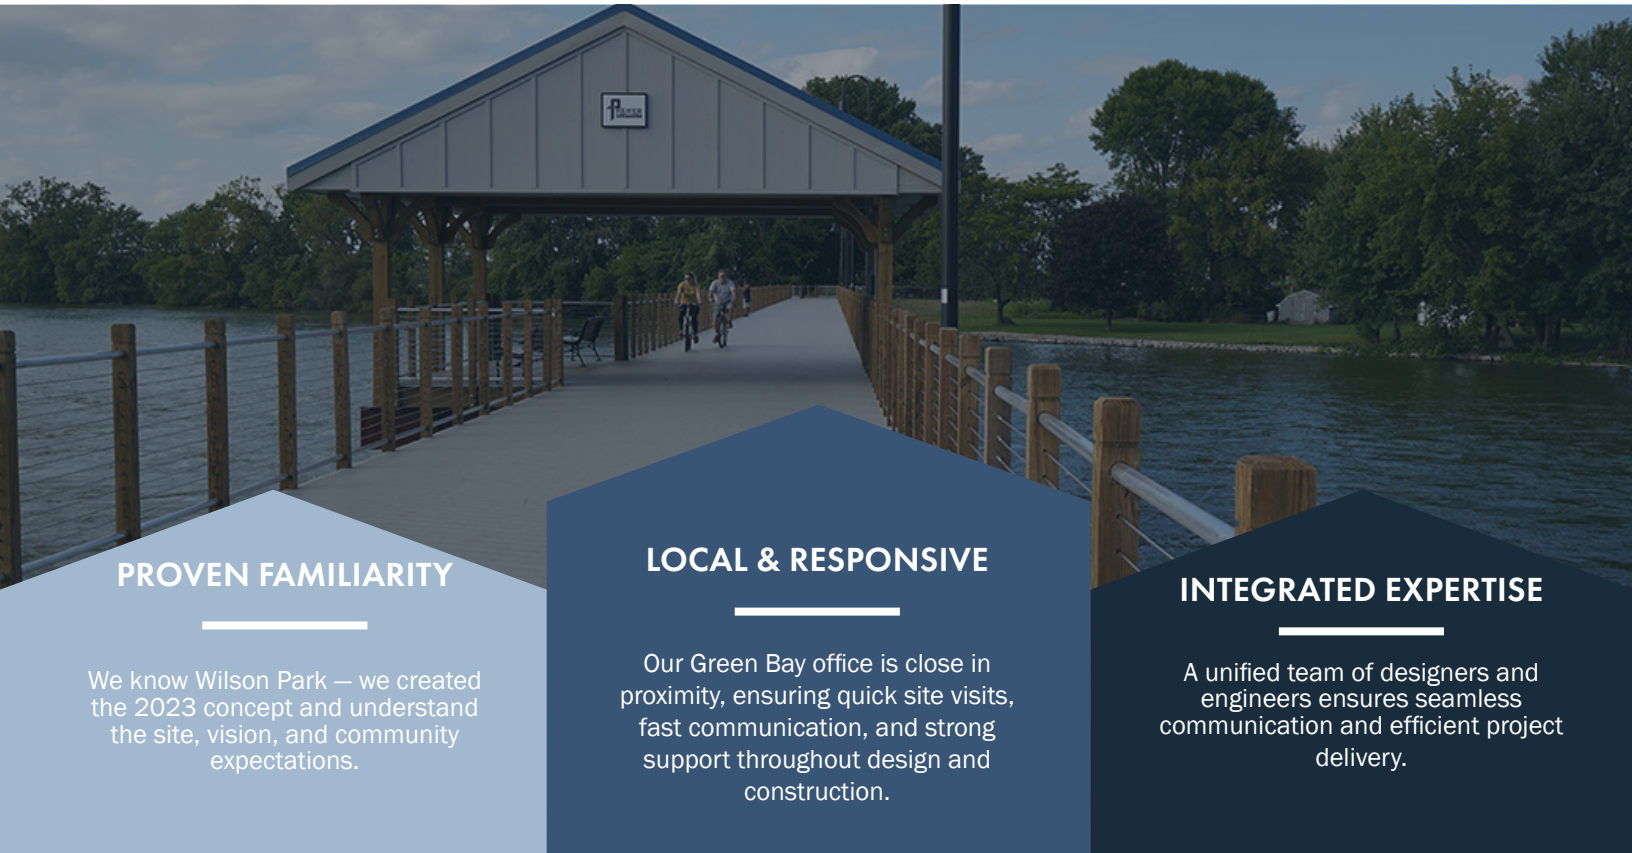 PROVEN FAMILIARITY
We know Wilson Park — we created
the 2023 concept and understand
the site, vision, and community
expectations.
LOCAL & RESPONSIVE
Our Green Bay office is close in
proximity, ensuring quick site visits,
fast communication, and strong
support throughout design and
construction.
INTEGRATED EXPERTISE
A unified team of designers and
engineers ensures seamless
communication and efficient project
delivery.